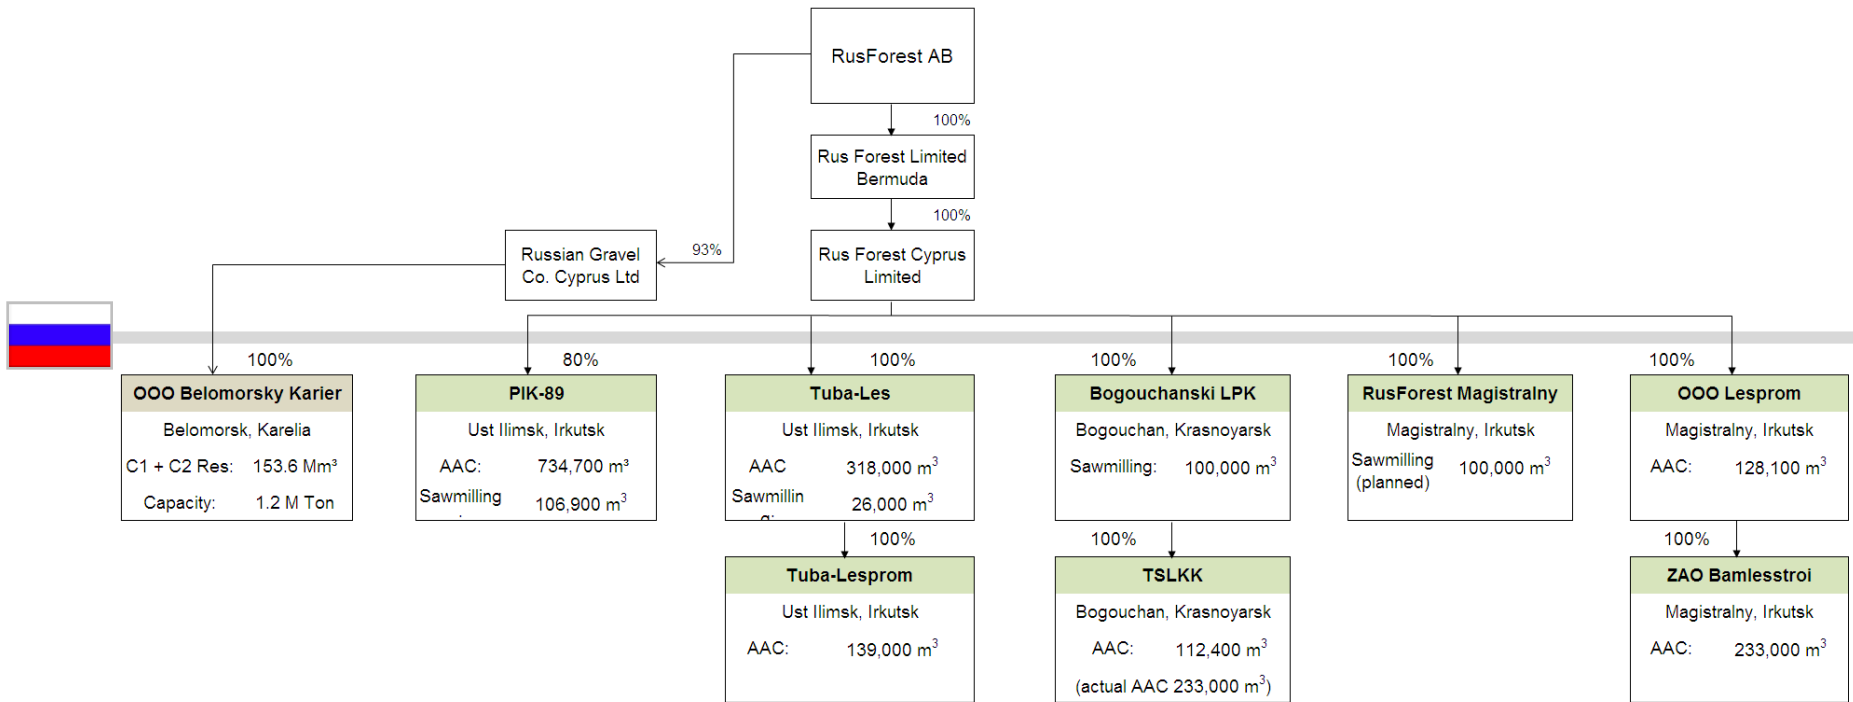 RusForest AB
100%
Rus Forest Limited
Bermuda
100%
Russian Gravel
Co. Cyprus Ltd
93%
Rus Forest Cyprus
Limited
100%
80%
100%
100%
100%
100%
OOO Belomorsky Karier
Belomorsk, Karelia
C1 + C2 Res: 153.6 Mm³
Capacity: 1.2 M Ton
PIK-89
Ust Ilimsk, Irkutsk
AAC: 734,700 m³
Sawmilling 106,900 m³
Tuba-Les
Ust Ilimsk, Irkutsk
AAC 318,000 m³
Sawmillin 26,000 m³
Bogouchanski LPK
Bogouchan, Krasnoyarsk
Sawmilling: 100,000 m³
RusForest Magistralny
Magistralny, Irkutsk
Sawmilling 100,000 m³
(planned)
OOO Lesprom
Magistralny, Irkutsk
AAC: 128,100 m³
100%
100%
100%
Tuba-Lesprom
Ust Ilimsk, Irkutsk
AAC: 139,000 m³
TSLKK
Bogouchan, Krasnoyarsk
AAC: 112,400 m³
(actual AAC 233,000 m³)
ZAO Bamlesstroi
Magistralny, Irkutsk
AAC: 233,000 m³